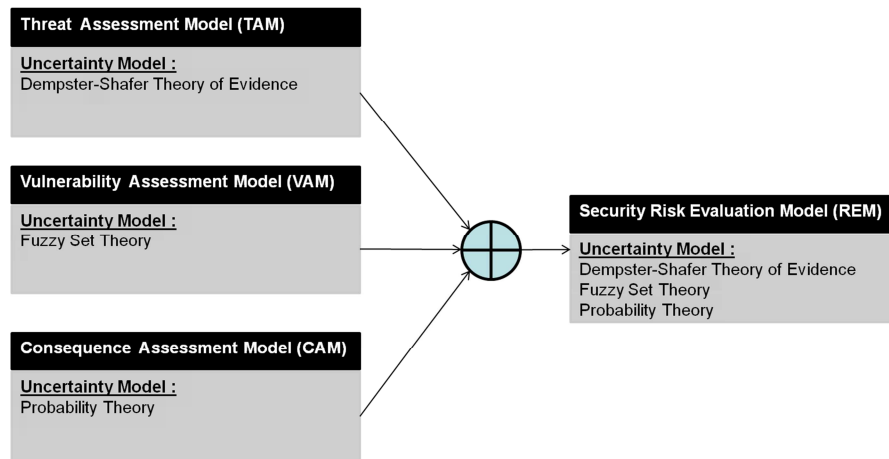 Threat Assessment Model (TAM)
Uncertainty Model :
Dempster-Shafer Theory of Evidence
Vulnerability Assessment Model (VAM)
Uncertainty Model :
Fuzzy Set Theory
Consequence Assessment Model (CAM)
Uncertainty Model :
Probability Theory
Security Risk Evaluation Model (REM)
Uncertainty Model :
Dempster-Shafer Theory of Evidence
Fuzzy Set Theory
Probability Theory